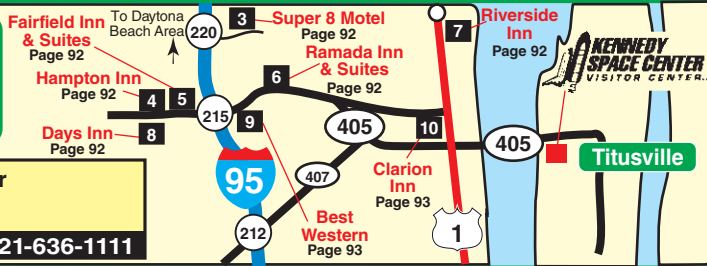 Fairfield Inn
& Suites
Page 92
To Daytona
Beach Area
220
3
Super 8 Motel
Page 92
Ramada Inn
& Suites
Page 92
6
7
Riverside
Inn
Page 92
KENNEDY
SPACE CENTER
VISITOR CENTER
Hampton Inn
Page 92
4
5
215
9
8
Days Inn
Page 92
405
10
405
Titusville
95
407
Clarion
Inn
Page 93
212
Best
Western
Page 93
1
21-636-1111